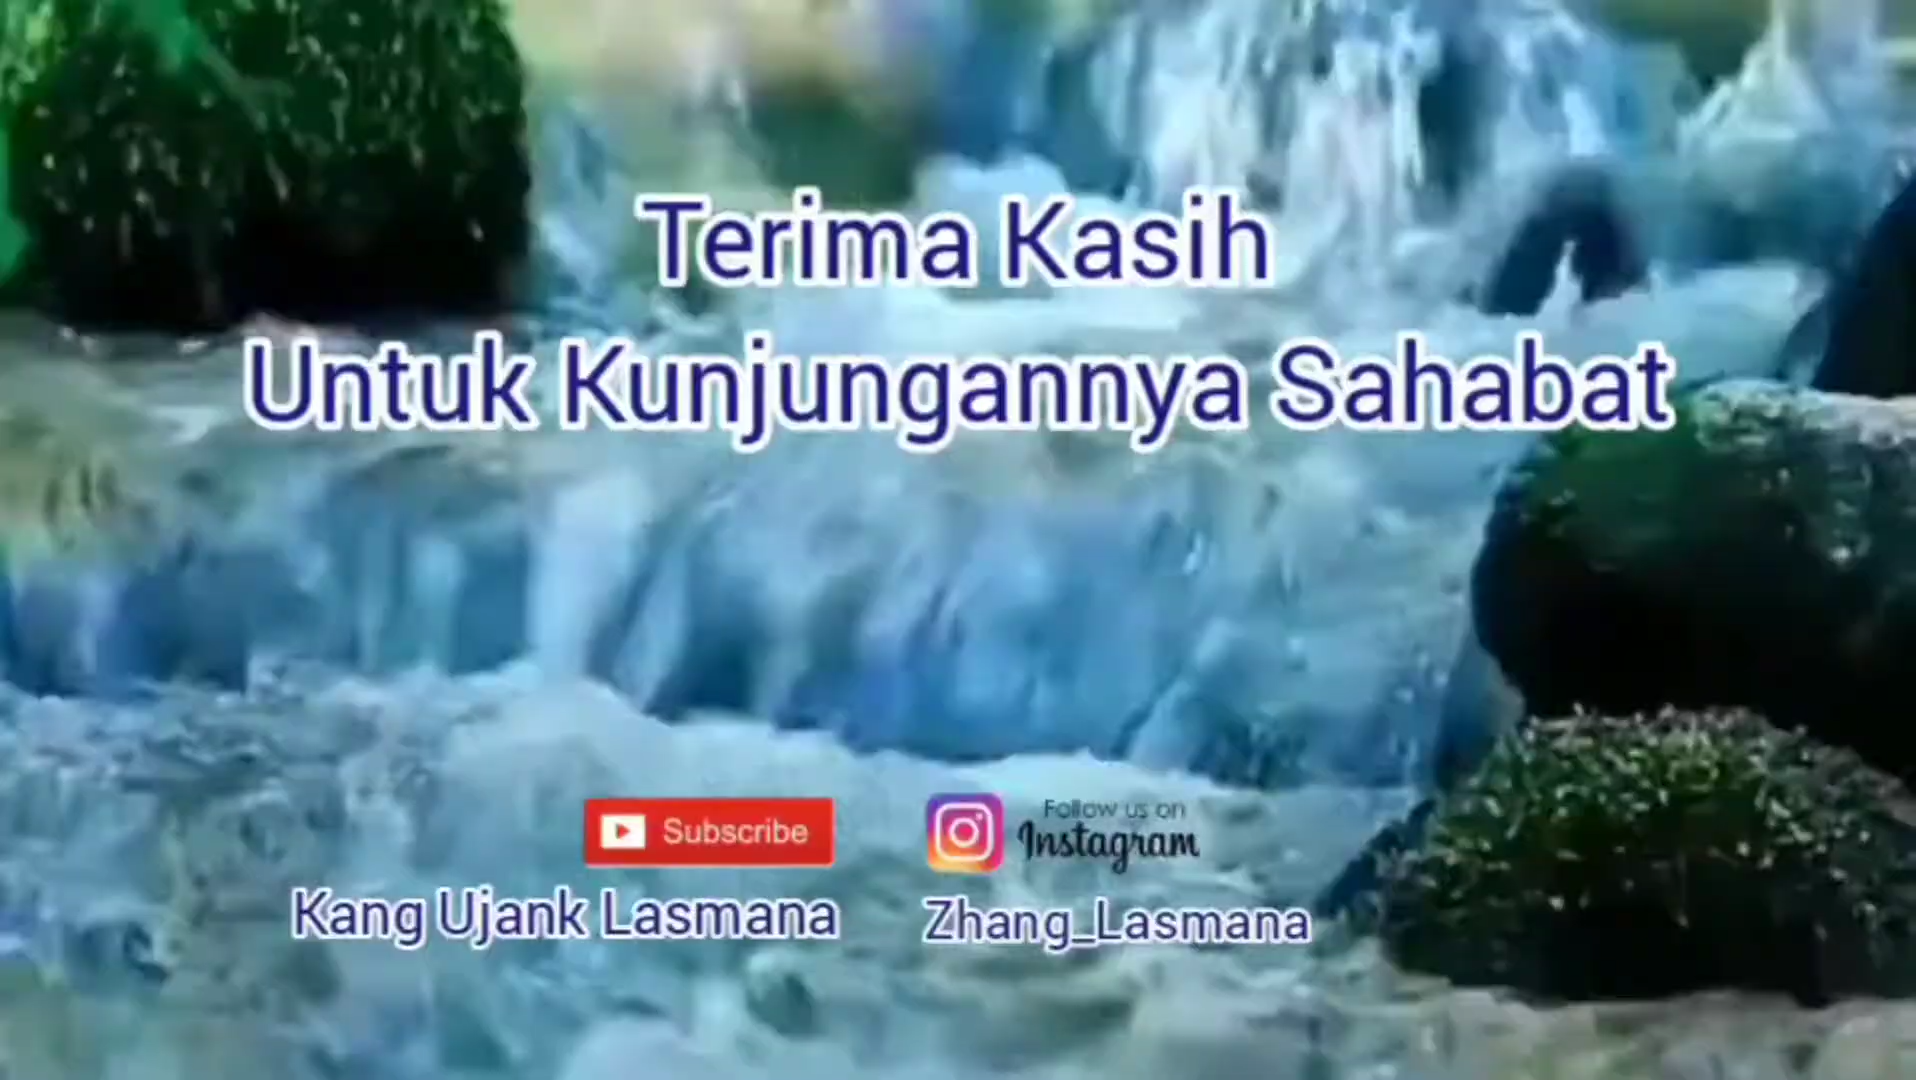 Terima Kasih
Untuk Kunjungannya Sahabat
Subscribe
Kang Ujank Lasmana
Follow us on
Instagram
Zhang_Lasmana